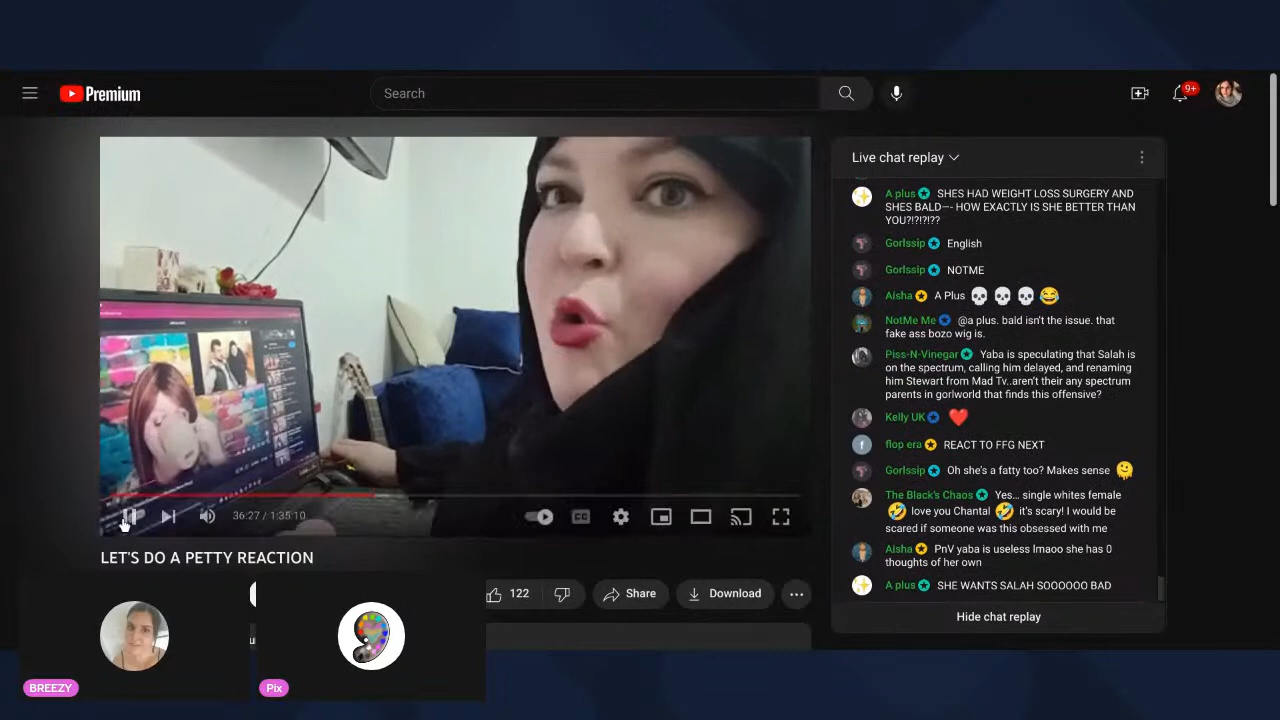 Premium
Search
9+
Live chat replay
A plus SHES HAD WEIGHT LOSS SURGERY AND
SHES BALD—- HOW EXACTLY IS SHE BETTER THAN
YOU?!?!?!??
Gorlssip English
Gorlssip NOTME
Aisha A Plus 💀 💀 💀 😂
NotMe Me @a plus. bald isn't the issue. that
fake ass bozo wig is.
Piss-N-Vinegar Yaba is speculating that Salah is
on the spectrum, calling him delayed, and renaming
him Stewart from Mad Tv..aren't their any spectrum
parents in gorlworld that finds this offensive?
Kelly UK ❤️
flop era REACT TO FFG NEXT
Gorlssip Oh she's a fatty too? Makes sense 🫠
The Black's Chaos Yes... single whites female
🤣 love you Chantal 🤣 it's scary! I would be
scared if someone was this obsessed with me
Aisha PnV yaba is useless lmaoo she has 0
thoughts of her own
A plus SHE WANTS SALAH SOOOOOO BAD
Hide chat replay
36:27 / 1:35:10
CC
LET'S DO A PETTY REACTION
122
Share
Download
BREEZY
Pix